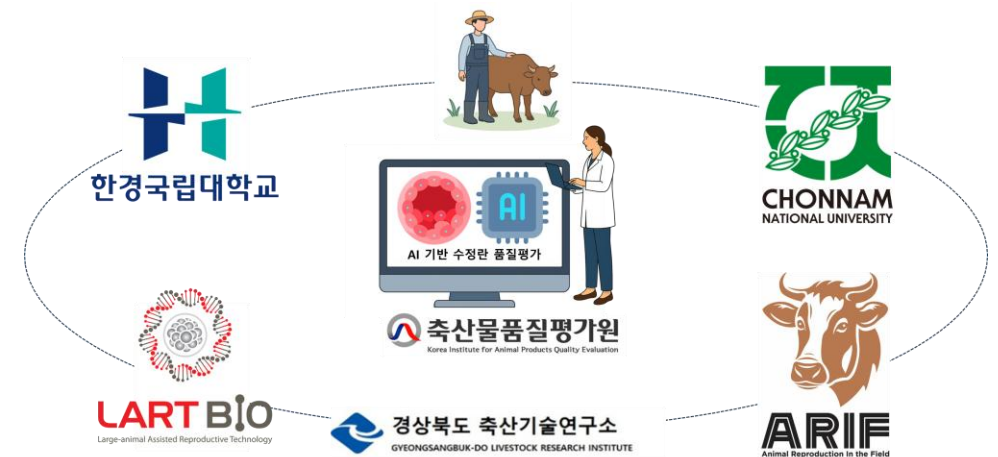 한경국립대학교
CHONNAM
NATIONAL UNIVERSITY
AI
AI 기반 수정란 품질평가
축산물품질평가원
Korea Institute for Animal Products Quality Evaluation
LART BIO
Large-animal Assisted Reproductive Technology
경상북도 축산기술연구소
GYEONGSANGBUK-DO LIVESTOCK RESEARCH INSTITUTE
ARIF
Animal Reproduction in the Field